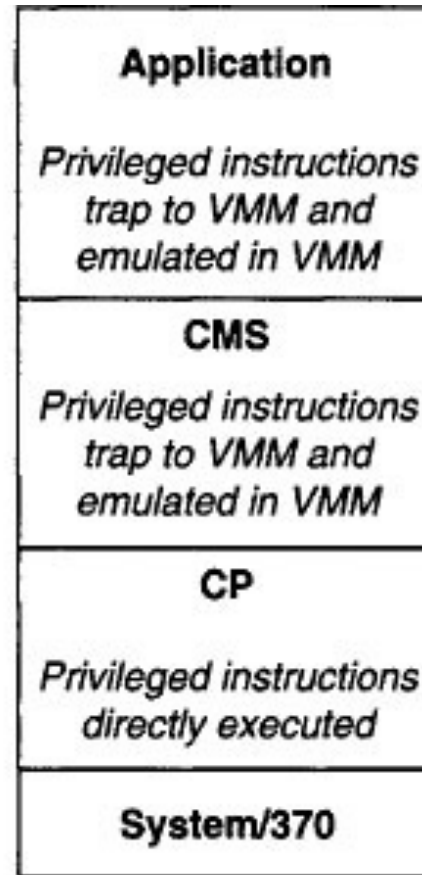 Application
Privileged instructions
trap to VMM and
emulated in VMM
CMS
Privileged instructions
trap to VMM and
emulated in VMM
CP
Privileged instructions
directly executed
System/370